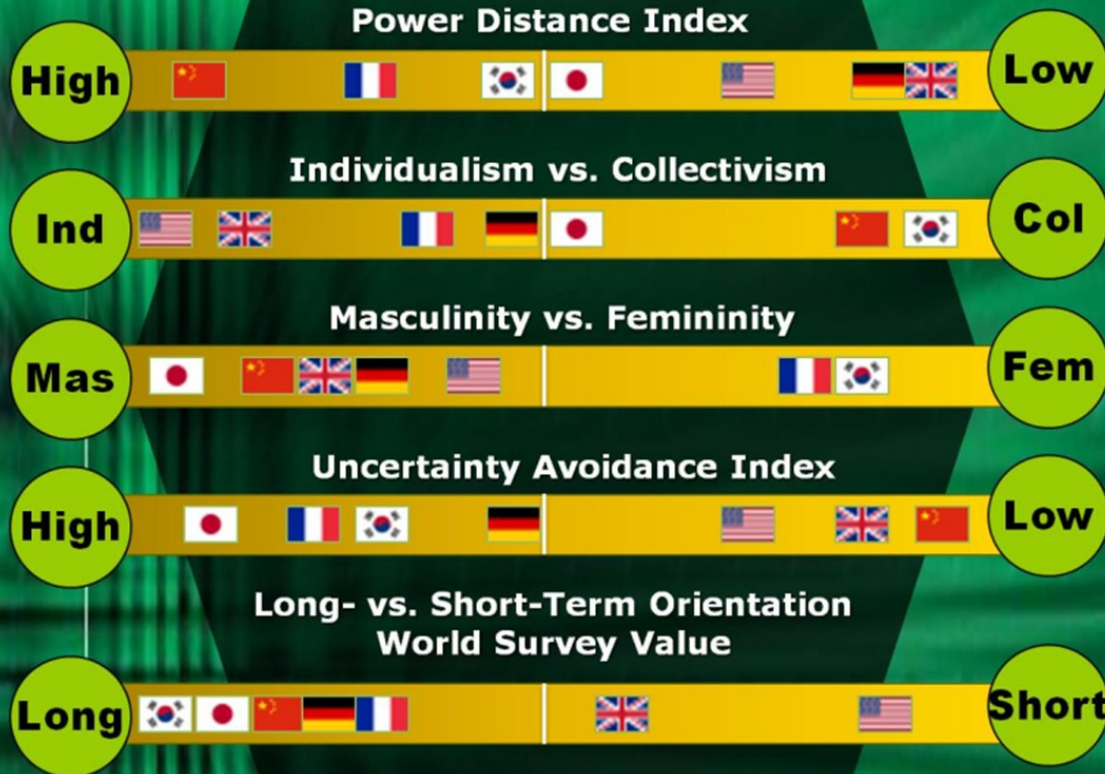 Power Distance Index
High
Low
Individualism vs. Collectivism
Ind
Col
Masculinity vs. Femininity
Mas
Fem
Uncertainty Avoidance Index
High
Low
Long- vs. Short-Term Orientation
World Survey Value
Long
Short